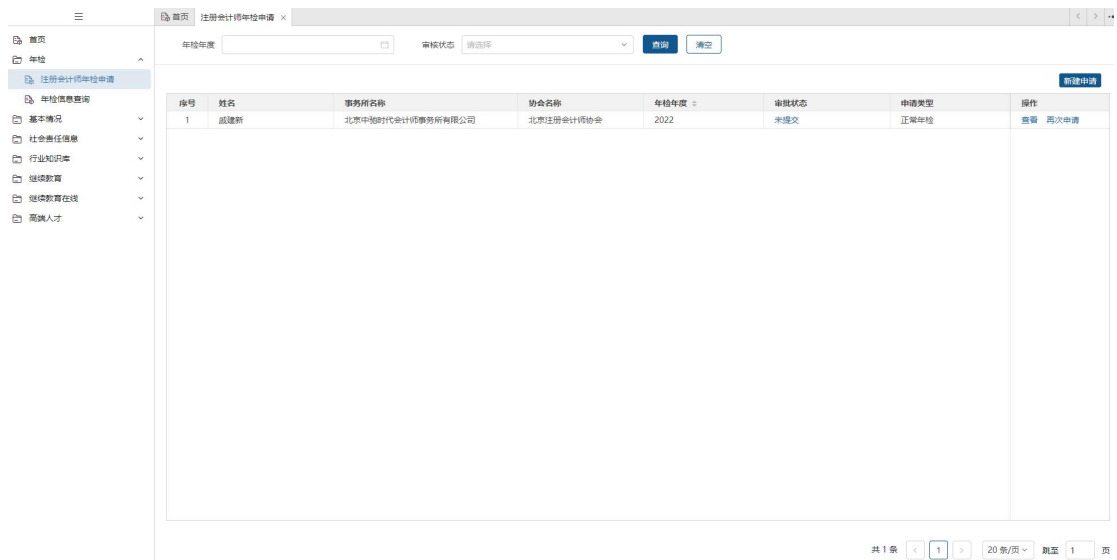 首页 注册会计师年检申请 ×
首页
年检
注册会计师年检申请
年检信息查询
基本情况
社会责任信息
行业知识库
继续教育
继续教育在线
高端人才
年检年度 审核状态 请选择 查询 清空
新建申请
序号 姓名 事务所名称 协会名称 年检年度 审批状态 申请类型 操作
1 戚建新 北京中驰时代会计师事务所有限公司 北京注册会计师协会 2022 未提交 正常年检 查看 再次申请
共 1 条 < 1 > 20 条/页 跳至 1 页